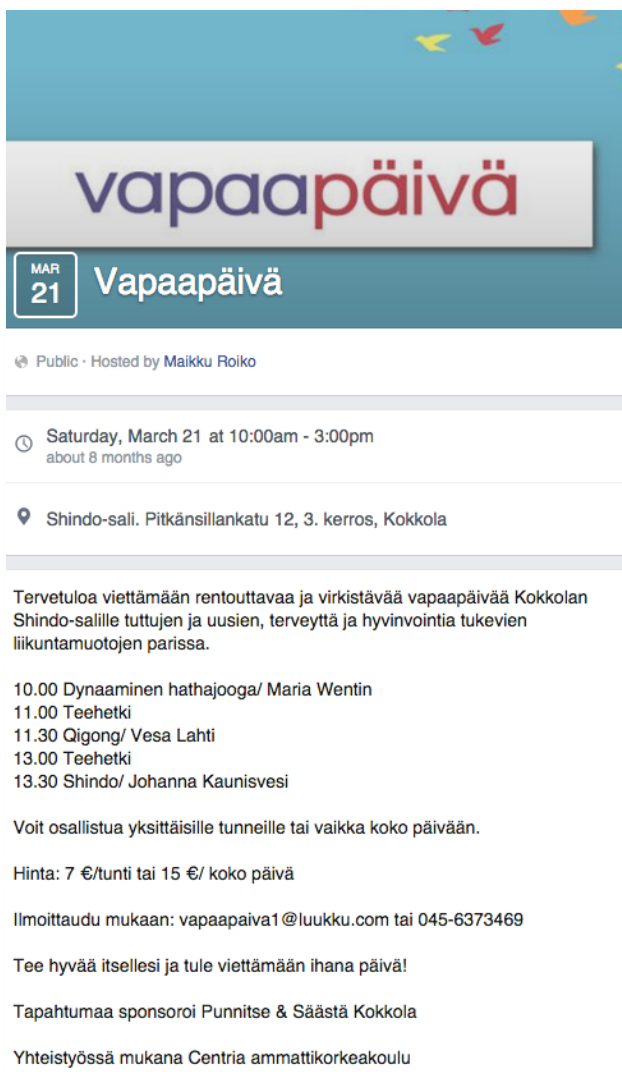 vapaapäivä
MAR
21
Vapaapäivä
Public · Hosted by Maikku Roiko
Saturday, March 21 at 10:00am - 3:00pm
about 8 months ago
Shindo-sali. Pitkänsillankatu 12, 3. kerros, Kokkola
Tervetuloa viettämään rentouttavaa ja virkistävää vapaapäivää Kokkolan
Shindo-salille tuttujen ja uusien, terveyttä ja hyvinvointia tukevien
liikuntamuotojen parissa.
10.00 Dynaaminen hathajooga/ Maria Wentin
11.00 Teehetki
11.30 Qigong/ Vesa Lahti
13.00 Teehetki
13.30 Shindo/ Johanna Kaunisvesi
Voit osallistua yksittäisille tunneille tai vaikka koko päivään.
Hinta: 7 €/tunti tai 15 €/ koko päivä
Ilmoittaudu mukaan: vapaapaiva1@luukku.com tai 045-6373469
Tee hyvää itsellesi ja tule viettämään ihana päivä!
Tapahtumaa sponsoroi Punnitse & Säästä Kokkola
Yhteistyössä mukana Centria ammattikorkeakoulu